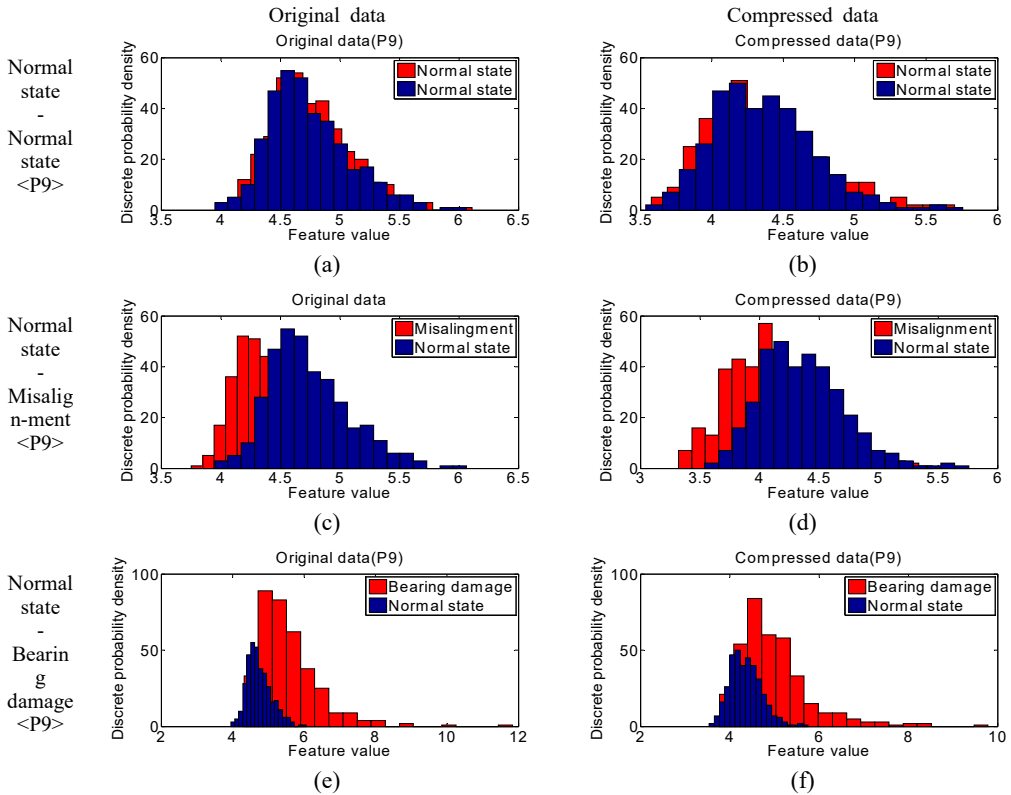 Original data
Compressed data
Normal
state
-
Normal
state
<P9>
Original data(P9)
Discrete probability density
60
40
20
0
Normal state
Normal state
3.5 4 4.5 5 5.5 6 6.5
Feature value
(a)
Compressed data(P9)
Discrete probability density
60
40
20
0
Normal state
Normal state
3.5 4 4.5 5 5.5 6
Feature value
(b)
Normal
state
-
Misalig
n-ment
<P9>
Original data
Discrete probability density
60
40
20
0
Misalingment
Normal state
3.5 4 4.5 5 5.5 6 6.5
Feature value
(c)
Compressed data(P9)
Discrete probability density
60
40
20
0
Misalignment
Normal state
3 3.5 4 4.5 5 5.5 6
Feature value
(d)
Normal
state
-
Bearin
g
damage
<P9>
Original data(P9)
Discrete probability density
100
50
0
Bearing damage
Normal state
2 4 6 8 10 12
Feature value
(e)
Compressed data(P9)
Discrete probability density
100
50
0
Bearing damage
Normal state
2 4 6 8 10
Feature value
(f)